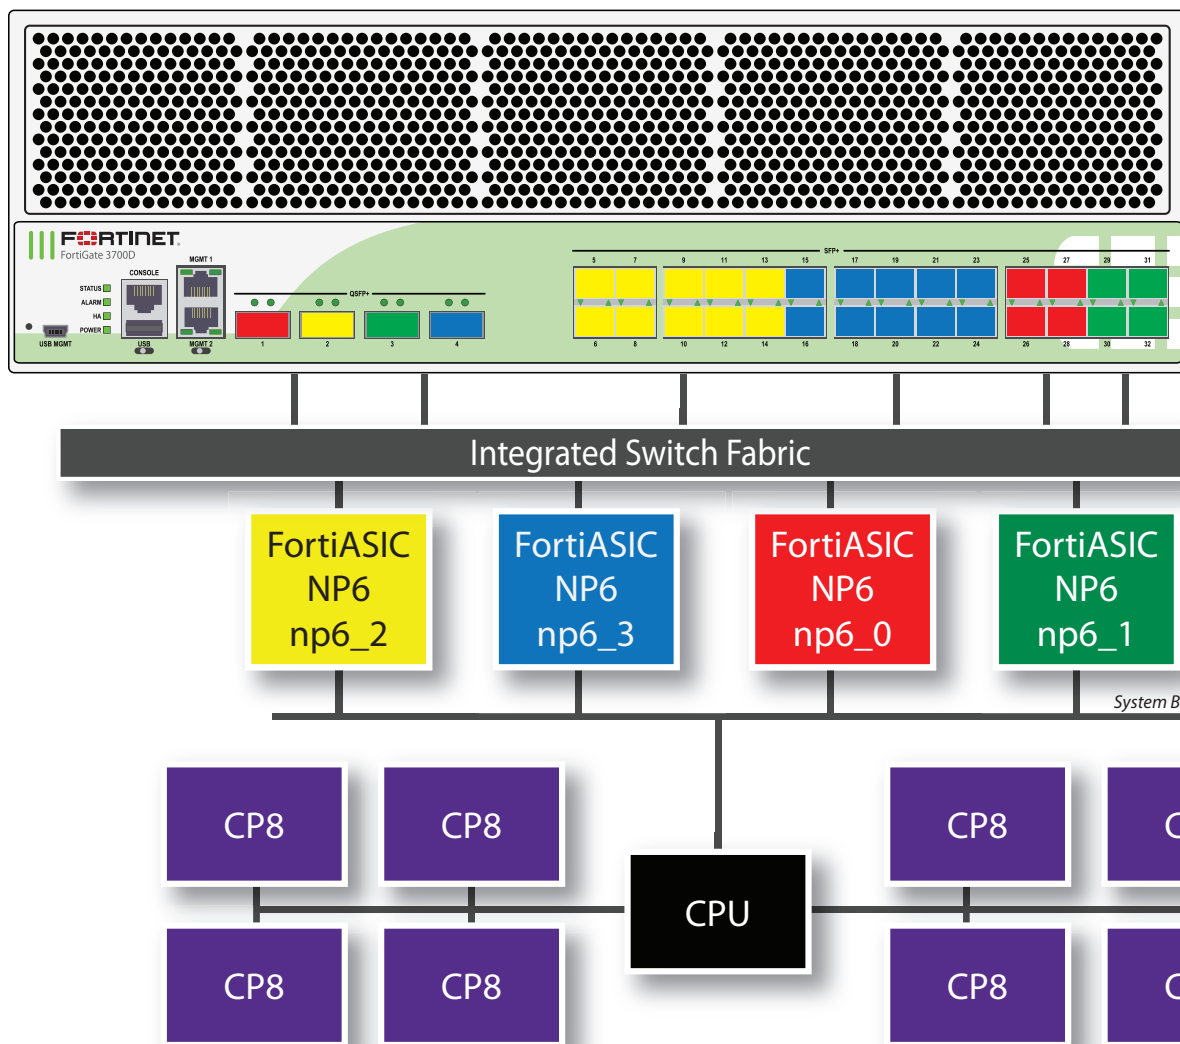 FORTINET
FortiGate 3700D
STATUS
ALARM
HA
POWER
USB MGMT
CONSOLE
USB
MGMT 1
MGMT 2
QSFP+
1 2 3 4
SFP+
5 7 9 11 13 15 17 19 21 23 25 27 29 31
6 8 10 12 14 16 18 20 22 24 26 28 30 32
Integrated Switch Fabric
FortiASIC
NP6
np6_2
FortiASIC
NP6
np6_3
FortiASIC
NP6
np6_0
FortiASIC
NP6
np6_1
System B
CP8
CP8
CP8
C
CPU
CP8
CP8
CP8
C